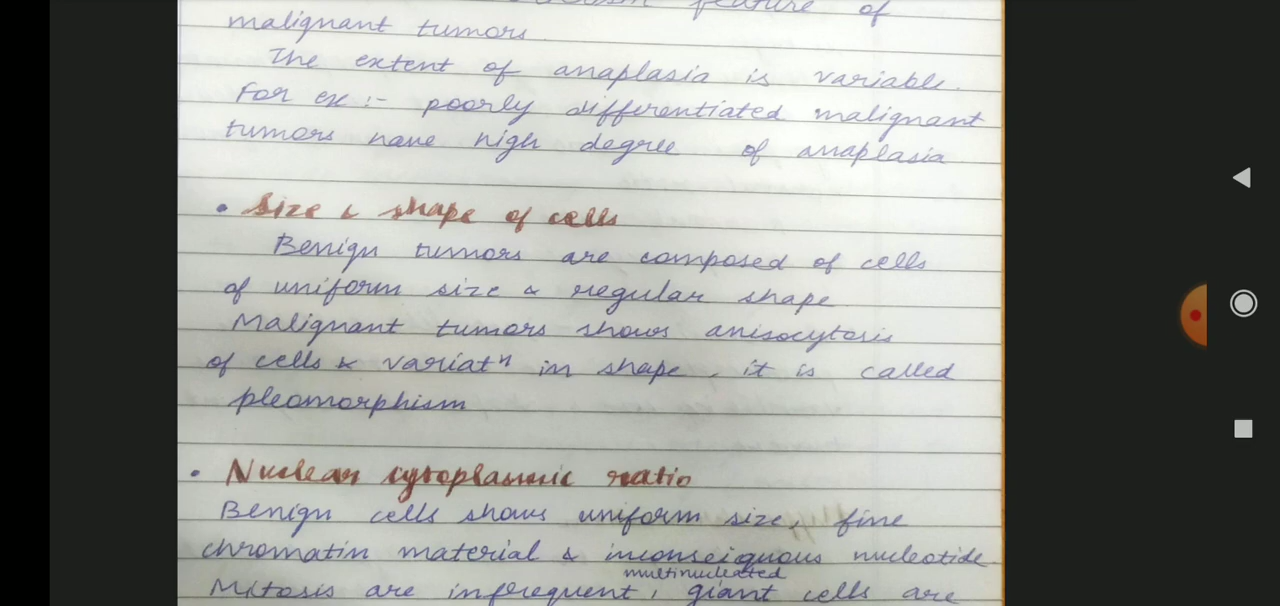 feature of
malignant tumors.
The extent of anaplasia is variable.
For ex :- poorly differentiated malignant
tumors have high degree of anaplasia
• Size & shape of cells
Benign tumors are composed of cells
of uniform size & regular shape.
Malignant tumors shows anisocytosis
of cells & variatⁿ in shape, it is called
pleomorphism
• Nuclear cytoplasmic ratio
Benign cells shows uniform size, fine
chromatin material & inconseiquous nucleotide.
multinucleated
Mitosis are infrequent, giant cells are